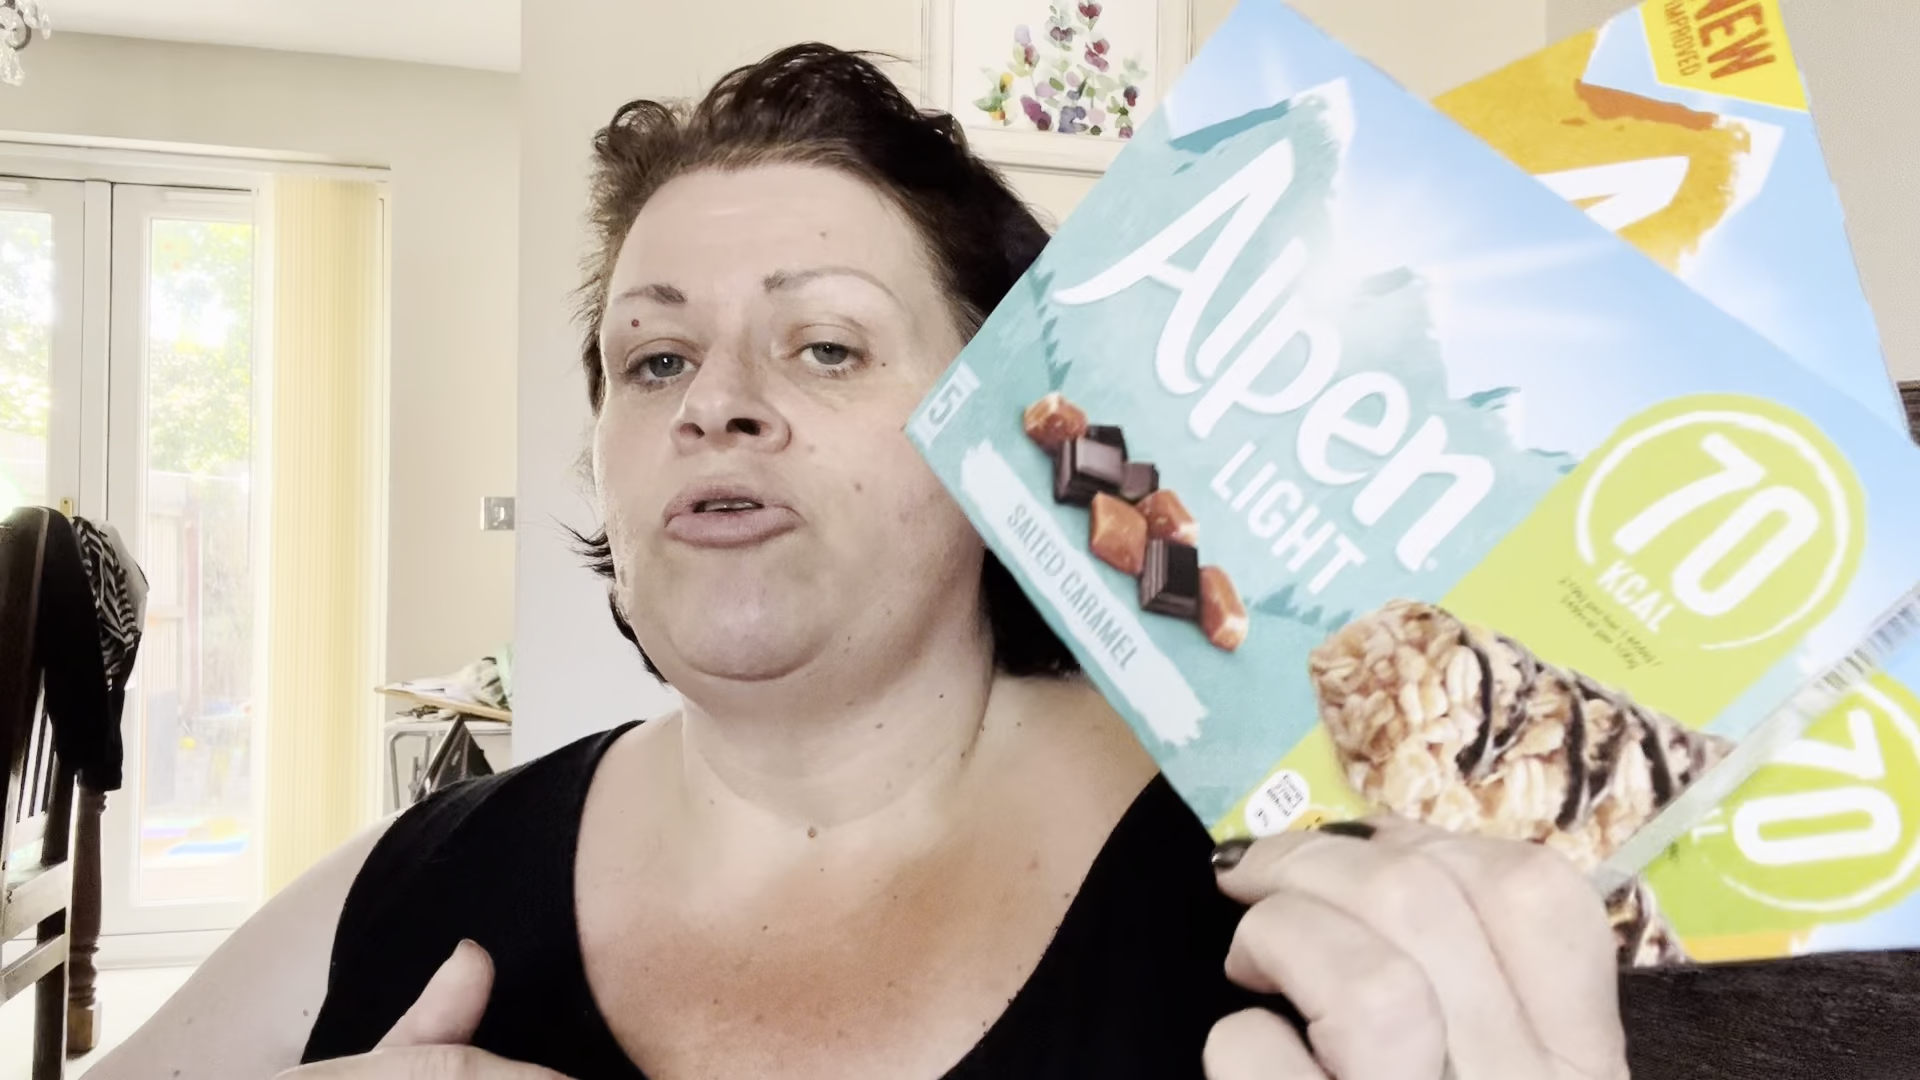 NEW
IMPROVED
Alpen
LIGHT
5
SALTED CARAMEL
70
KCAL
70